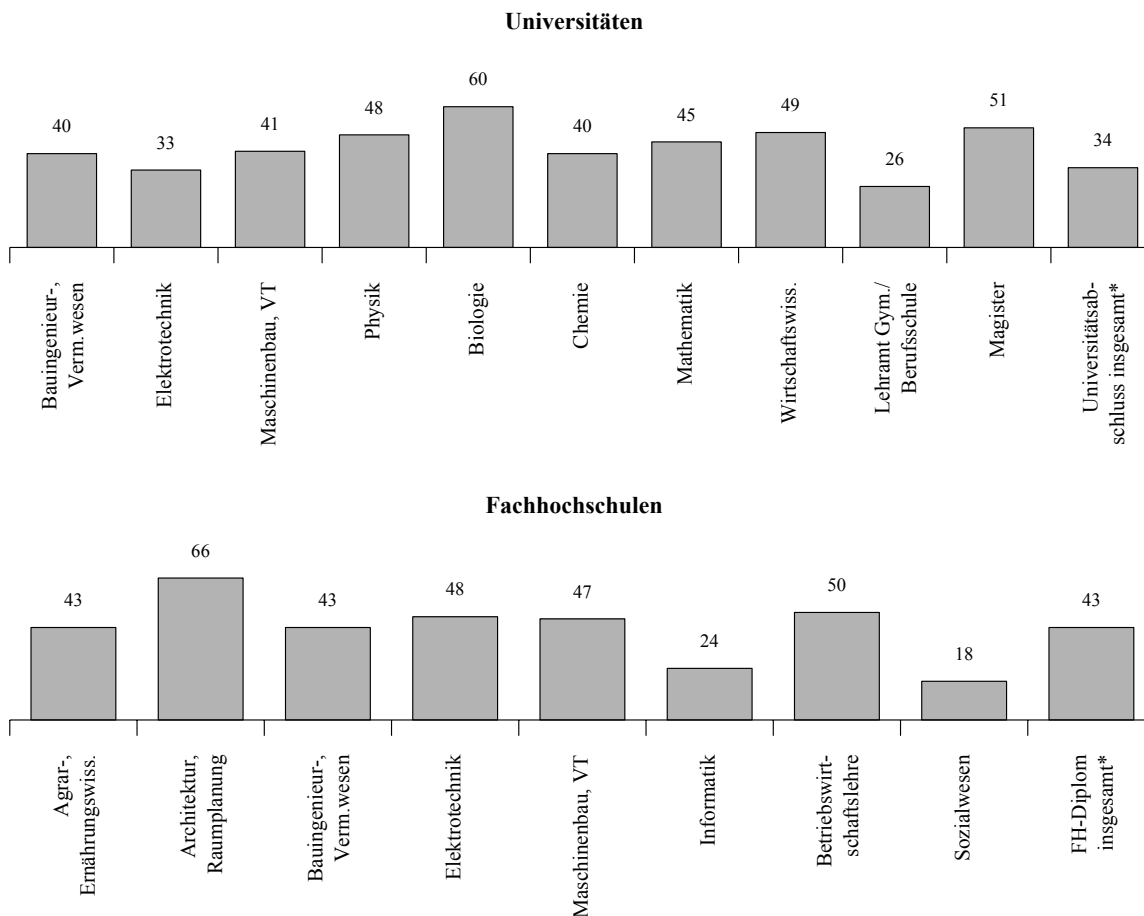 Universitäten
40
33
41
48
60
40
45
49
26
51
34
Bauingenieur-,
Verm.wesen
Elektrotechnik
Maschinenbau, VT
Physik
Biologie
Chemie
Mathematik
Wirtschaftswiss.
Lehramt Gym./
Berufsschule
Magister
Universitätsab-
schluss insgesamt*
Fachhochschulen
43
66
43
48
47
24
50
18
43
Agrar-,
Ernährungswiss.
Architektur,
Raumplanung
Bauingenieur-,
Verm.wesen
Elektrotechnik
Maschinenbau, VT
Informatik
Betriebswirt-
schaftslehre
Sozialwesen
FH-Diplom
insgesamt*